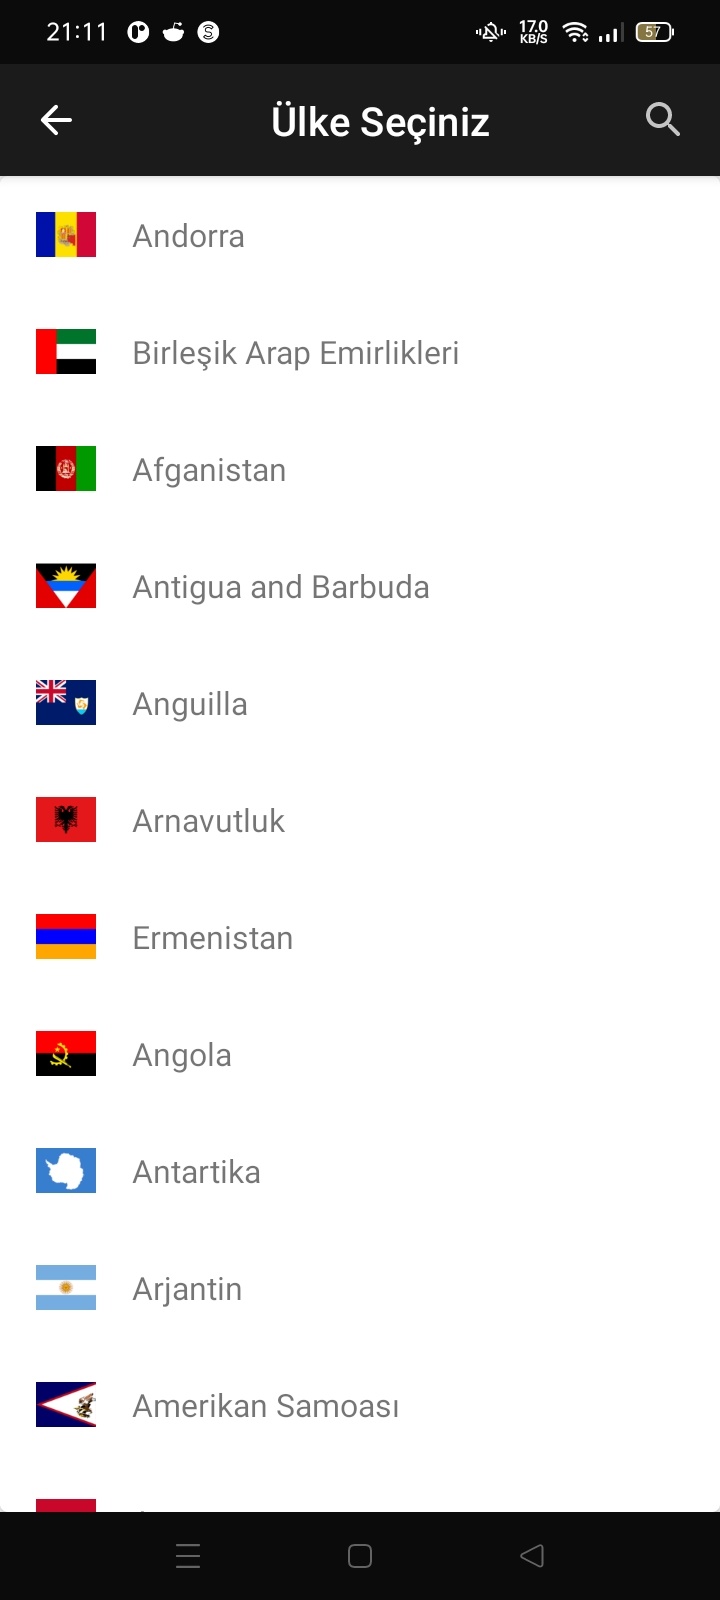 21:11
17.0
KB/S
57
Ülke Seçiniz
Andorra
Birleşik Arap Emirlikleri
Afganistan
Antigua and Barbuda
Anguilla
Arnavutluk
Ermenistan
Angola
Antartika
Arjantin
Amerikan Samoası